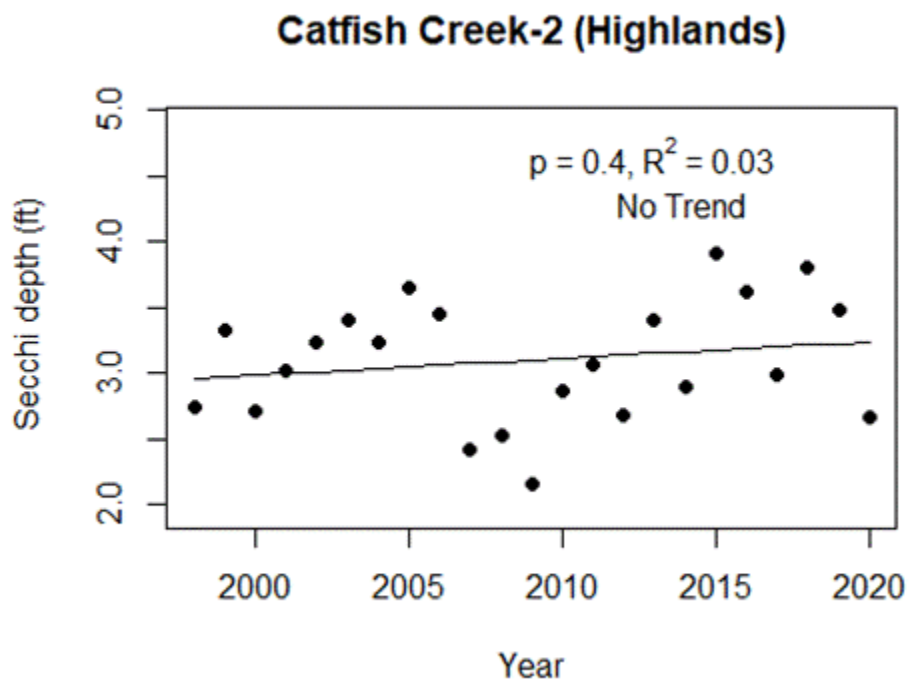 Catfish Creek-2 (Highlands)
p = 0.4, R² = 0.03
No Trend
Secchi depth (ft)
5.0
4.0
3.0
2.0
2000 2005 2010 2015 2020
Year